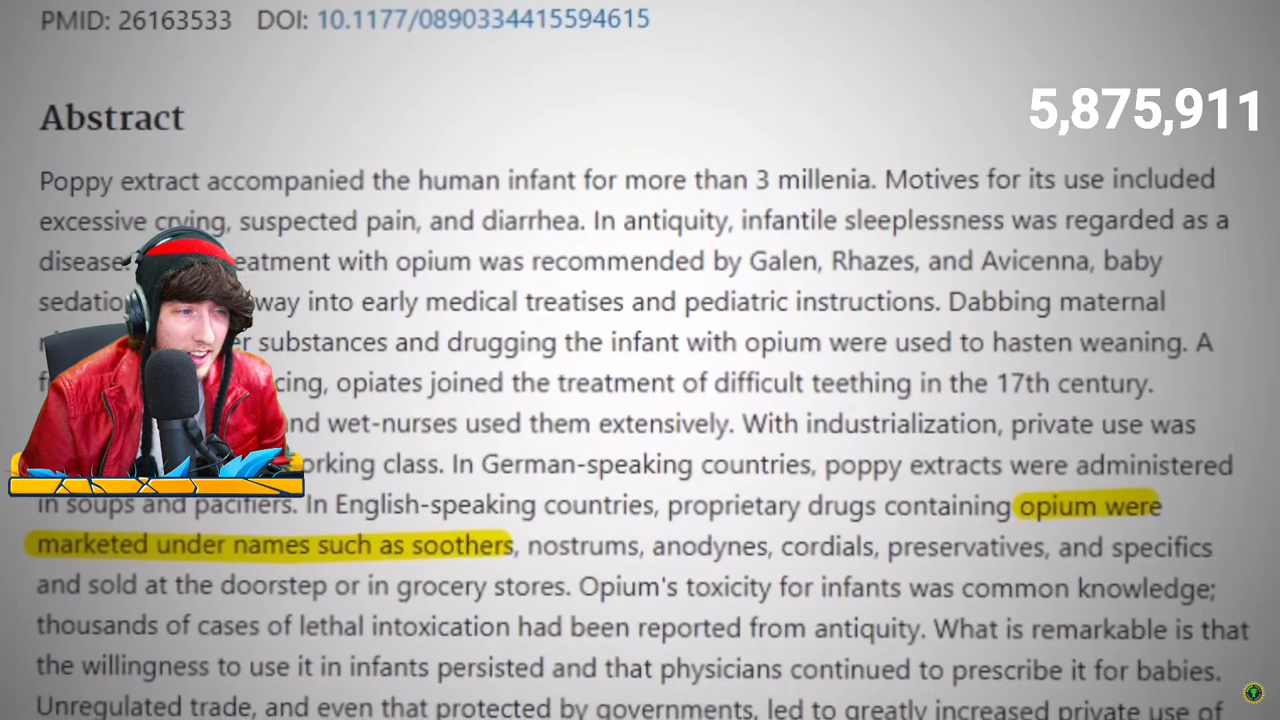 PMID: 26163533 DOI: 10.1177/0890334415594615
5,875,911
Abstract
Poppy extract accompanied the human infant for more than 3 millenia. Motives for its use included
excessive crying, suspected pain, and diarrhea. In antiquity, infantile sleeplessness was regarded as a
disease. eatment with opium was recommended by Galen, Rhazes, and Avicenna, baby
sedatio way into early medical treatises and pediatric instructions. Dabbing maternal
substances and drugging the infant with opium were used to hasten weaning. A
cing, opiates joined the treatment of difficult teething in the 17th century.
and wet-nurses used them extensively. With industrialization, private use was
orking class. In German-speaking countries, poppy extracts were administered
in soups and pacifiers. In English-speaking countries, proprietary drugs containing opium were
marketed under names such as soothers, nostrums, anodynes, cordials, preservatives, and specifics
and sold at the doorstep or in grocery stores. Opium's toxicity for infants was common knowledge;
thousands of cases of lethal intoxication had been reported from antiquity. What is remarkable is that
the willingness to use it in infants persisted and that physicians continued to prescribe it for babies.
Unregulated trade, and even that protected by governments, led to greatly increased private use of